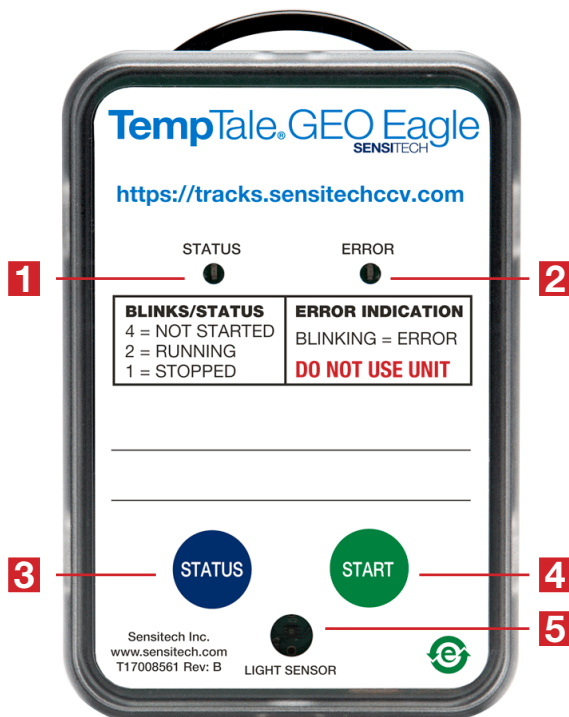 TempTale® GEO Eagle
SENSITECH
https://tracks.sensitechccv.com
STATUS ERROR
1 2
BLINKS/STATUS
4 = NOT STARTED
2 = RUNNING
1 = STOPPED
ERROR INDICATION
BLINKING = ERROR
DO NOT USE UNIT
3 STATUS START 4
5
Sensitech Inc.
www.sensitech.com
T17008561 Rev: B
LIGHT SENSOR
e